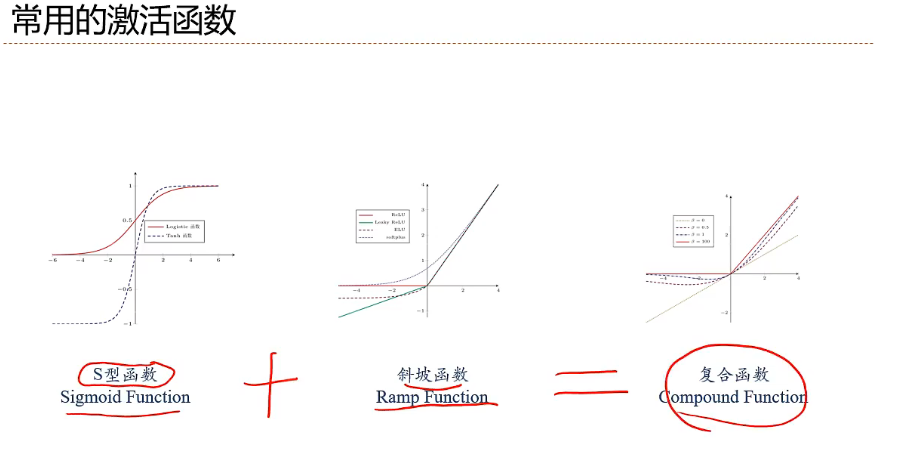 常用的激活函数
1
0.5
−0.5
−1
−6
−4
−2
2
4
6
Logistic 函数
Tanh 函数
4
3
2
1
−1
−4
−2
2
4
ReLU
Leaky ReLU
ELU
softplus
4
2
−2
−4
−2
2
4
β = 0
β = 0.5
β = 1
β = 100
S型函数
Sigmoid Function
+
斜坡函数
Ramp Function
=
复合函数
Compound Function